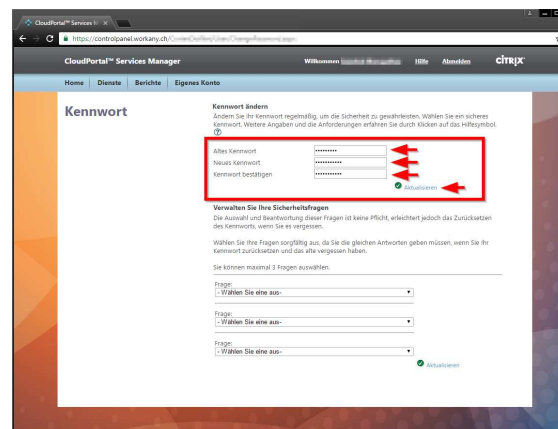 CloudPortal™ Services M
https://controlpanel.workany.ch/
CloudPortal™ Services Manager
Willkommen
Hilfe
Abmelden
CİTRIX
Home Dienste Berichte Eigenes Konto
Kennwort
Kennwort ändern
Ändern Sie Ihr Kennwort regelmäßig, um die Sicherheit zu gewährleisten. Wählen Sie ein sicheres
Kennwort. Weitere Angaben und die Anforderungen erfahren Sie durch Klicken auf das Hilfesymbol.
?
Altes Kennwort
Neues Kennwort
Kennwort bestätigen
Aktualisieren
Verwalten Sie Ihre Sicherheitsfragen
Die Auswahl und Beantwortung dieser Fragen ist keine Pflicht, erleichtert jedoch das Zurücksetzen
des Kennworts, wenn Sie es vergessen.
Wählen Sie Ihre Fragen sorgfältig aus, da Sie die gleichen Antworten geben müssen, wenn Sie Ihr
Kennwort zurücksetzen und das alte vergessen haben.
Sie können maximal 3 Fragen auswählen.
Frage:
- Wählen Sie eine aus-
Frage:
- Wählen Sie eine aus-
Frage:
- Wählen Sie eine aus-
Aktualisieren